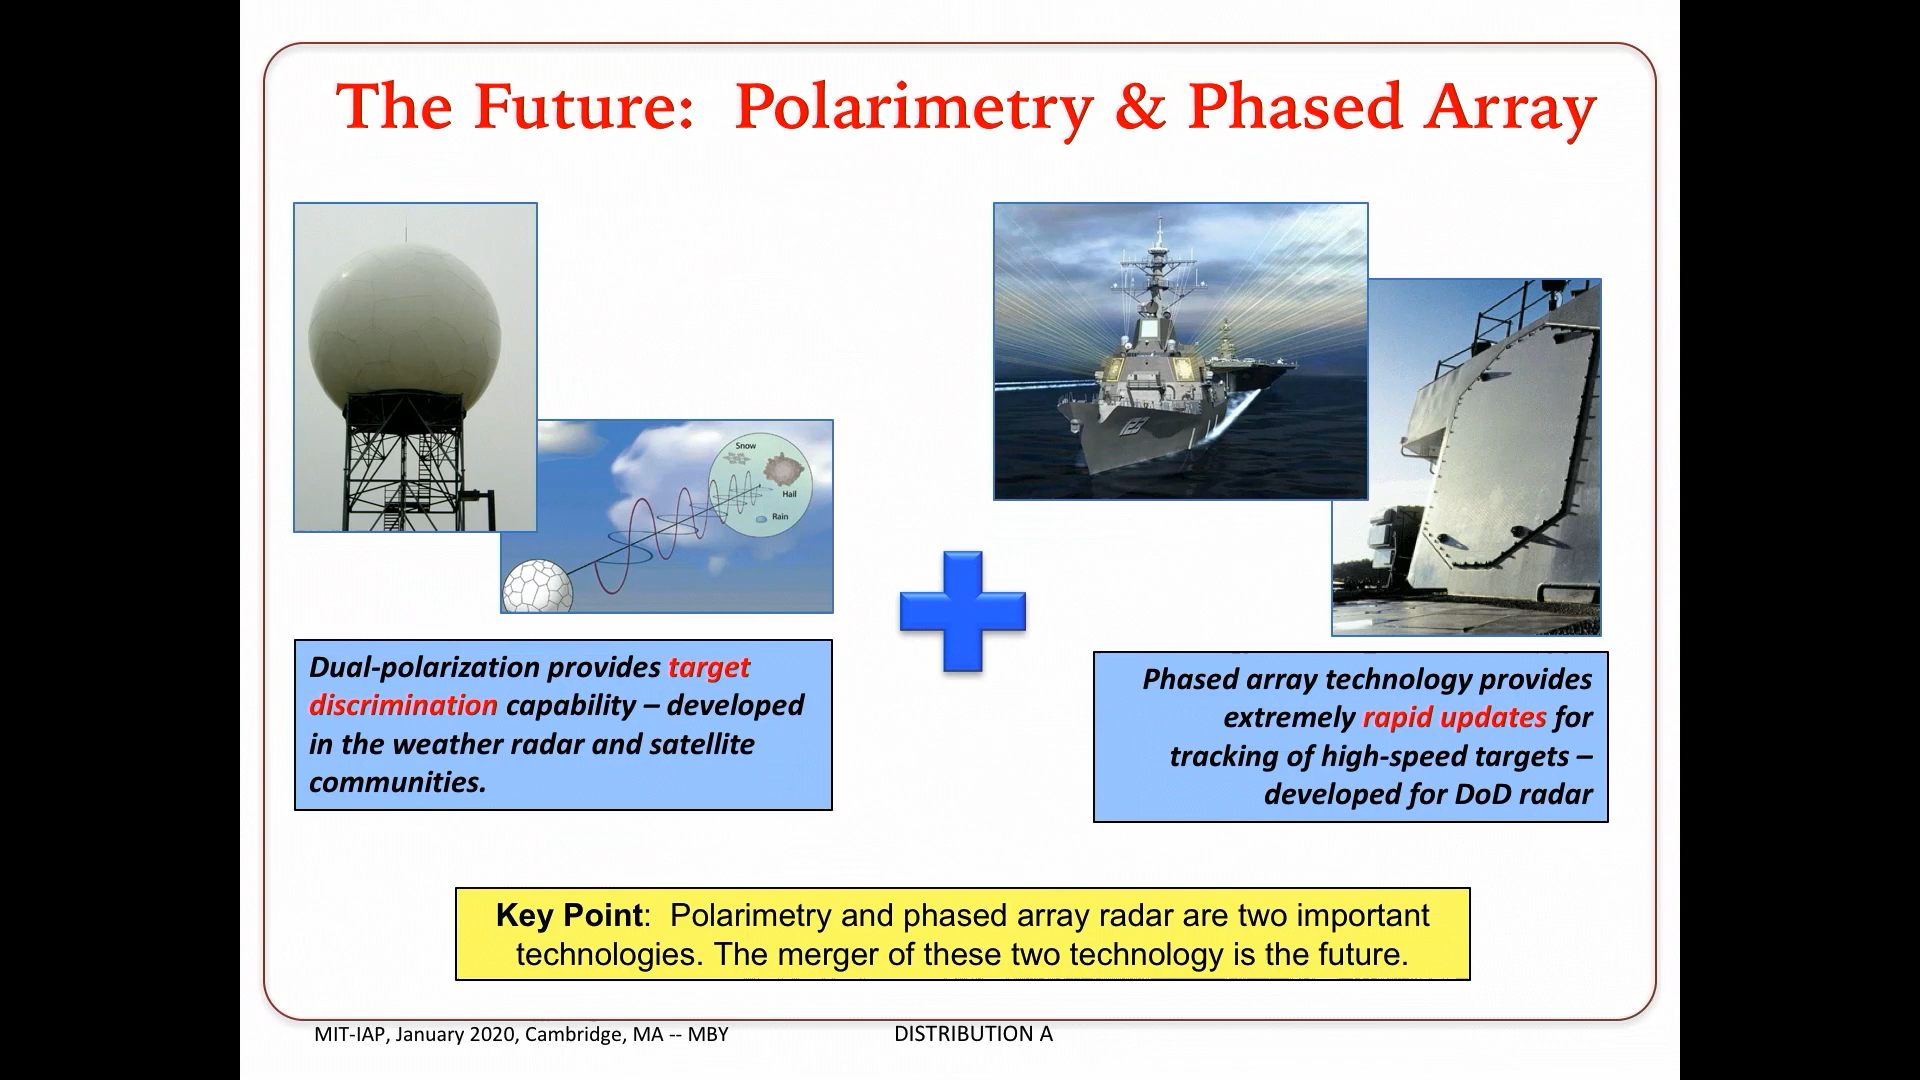 The Future:  Polarimetry & Phased Array
Snow
Hail
Rain
Dual-polarization provides target
discrimination capability – developed
in the weather radar and satellite
communities.
Phased array technology provides
extremely rapid updates for
tracking of high-speed targets –
developed for DoD radar
Key Point:  Polarimetry and phased array radar are two important
technologies. The merger of these two technology is the future.
MIT-IAP, January 2020, Cambridge, MA -- MBY
DISTRIBUTION A